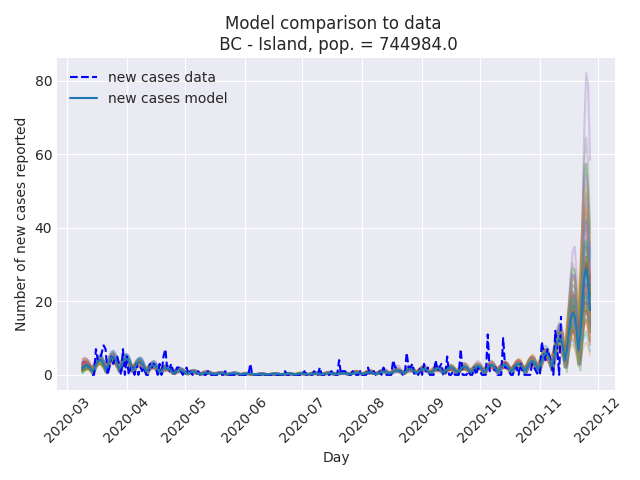 Model comparison to data
BC - Island, pop. = 744984.0
new cases data
new cases model
Number of new cases reported
80
60
40
20
0
2020-03
2020-04
2020-05
2020-06
2020-07
2020-08
2020-09
2020-10
2020-11
2020-12
Day